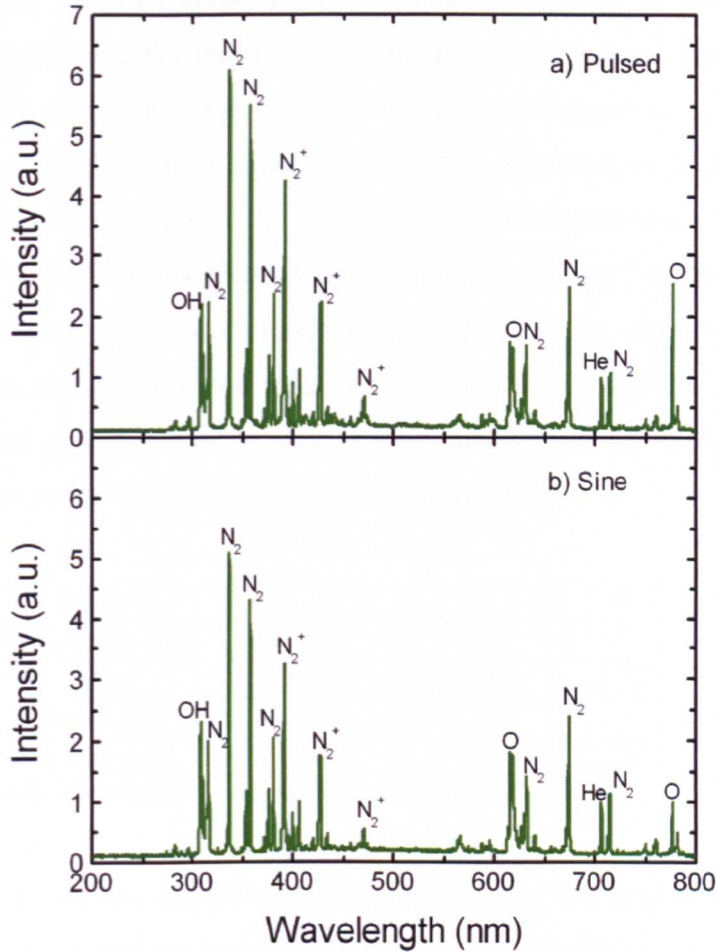 7
6
5
4
3
2
1
0
Intensity (a.u.)
a) Pulsed
OH
N₂
N₂
N₂
N₂
N₂⁺
N₂⁺
N₂⁺
O
N₂
N₂
He
N₂
O
6
5
4
3
2
1
0
Intensity (a.u.)
b) Sine
OH
N₂
N₂
N₂
N₂
N₂⁺
N₂⁺
N₂⁺
O
N₂
N₂
He
N₂
O
200 300 400 500 600 700 800
Wavelength (nm)